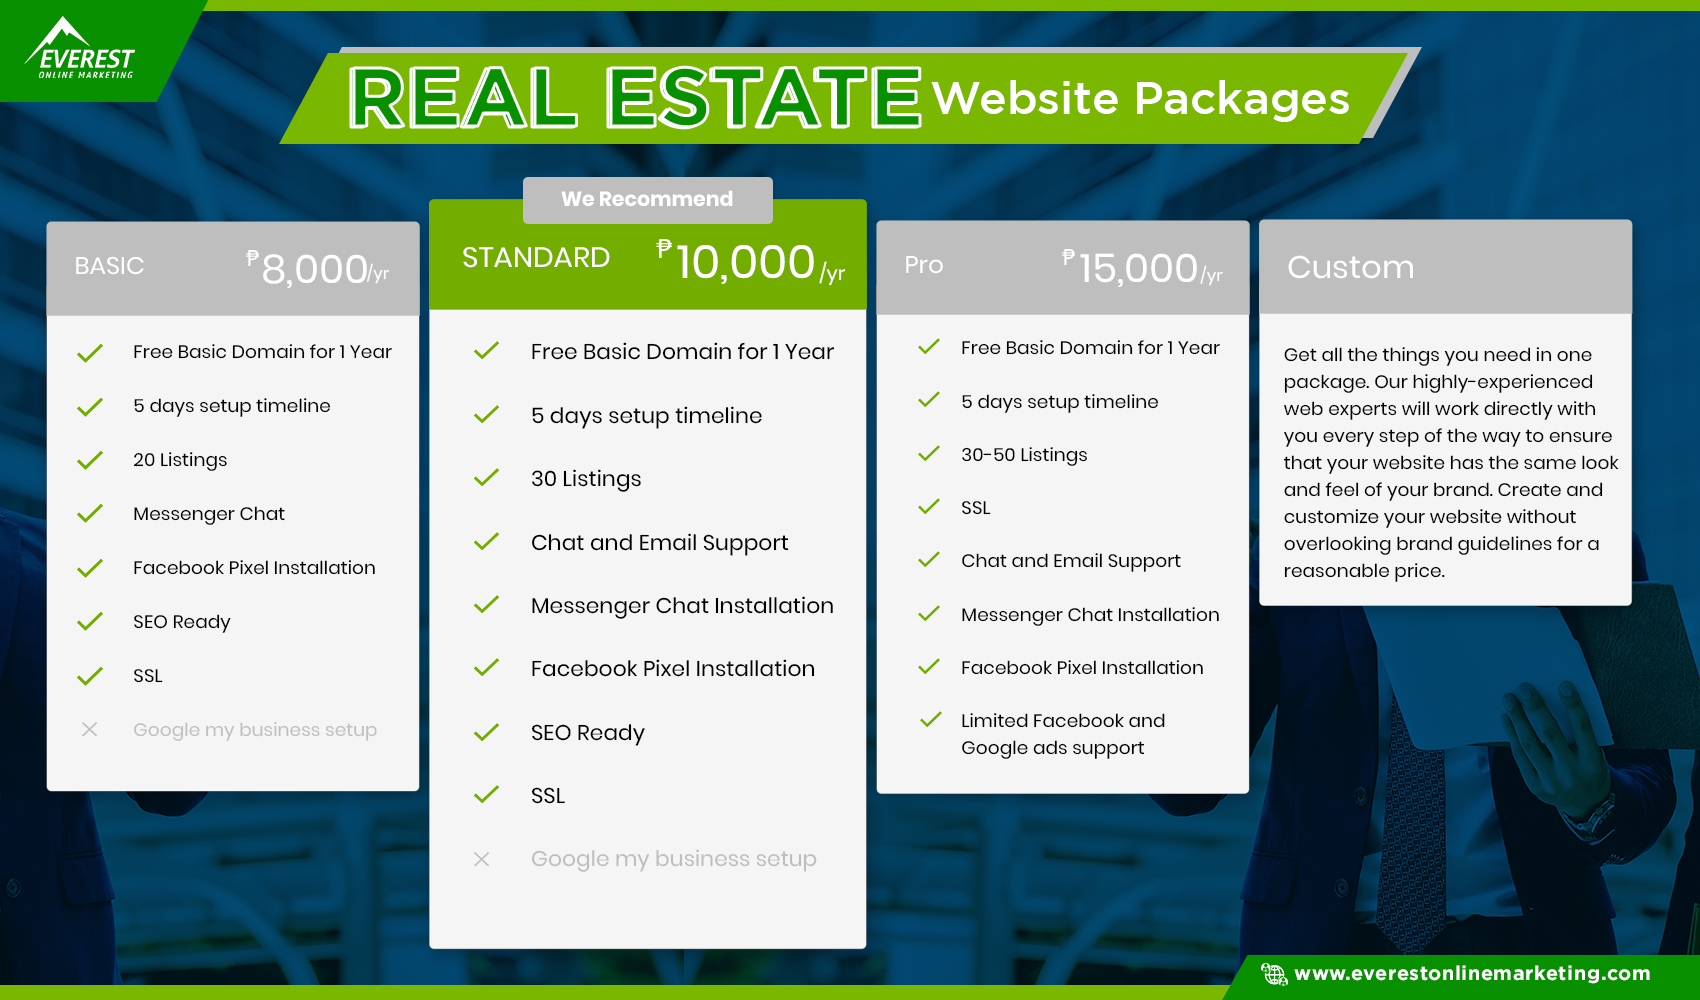 EVEREST
ONLINE MARKETING
REAL ESTATE Website Packages
BASIC ₱8,000/yr
Free Basic Domain for 1 Year
5 days setup timeline
20 Listings
Messenger Chat
Facebook Pixel Installation
SEO Ready
SSL
Google my business setup
We Recommend
STANDARD ₱10,000/yr
Free Basic Domain for 1 Year
5 days setup timeline
30 Listings
Chat and Email Support
Messenger Chat Installation
Facebook Pixel Installation
SEO Ready
SSL
Google my business setup
Pro ₱15,000/yr
Free Basic Domain for 1 Year
5 days setup timeline
30-50 Listings
SSL
Chat and Email Support
Messenger Chat Installation
Facebook Pixel Installation
Limited Facebook and
Google ads support
Custom
Get all the things you need in one
package. Our highly-experienced
web experts will work directly with
you every step of the way to ensure
that your website has the same look
and feel of your brand. Create and
customize your website without
overlooking brand guidelines for a
reasonable price.
www.everestonlinemarketing.com